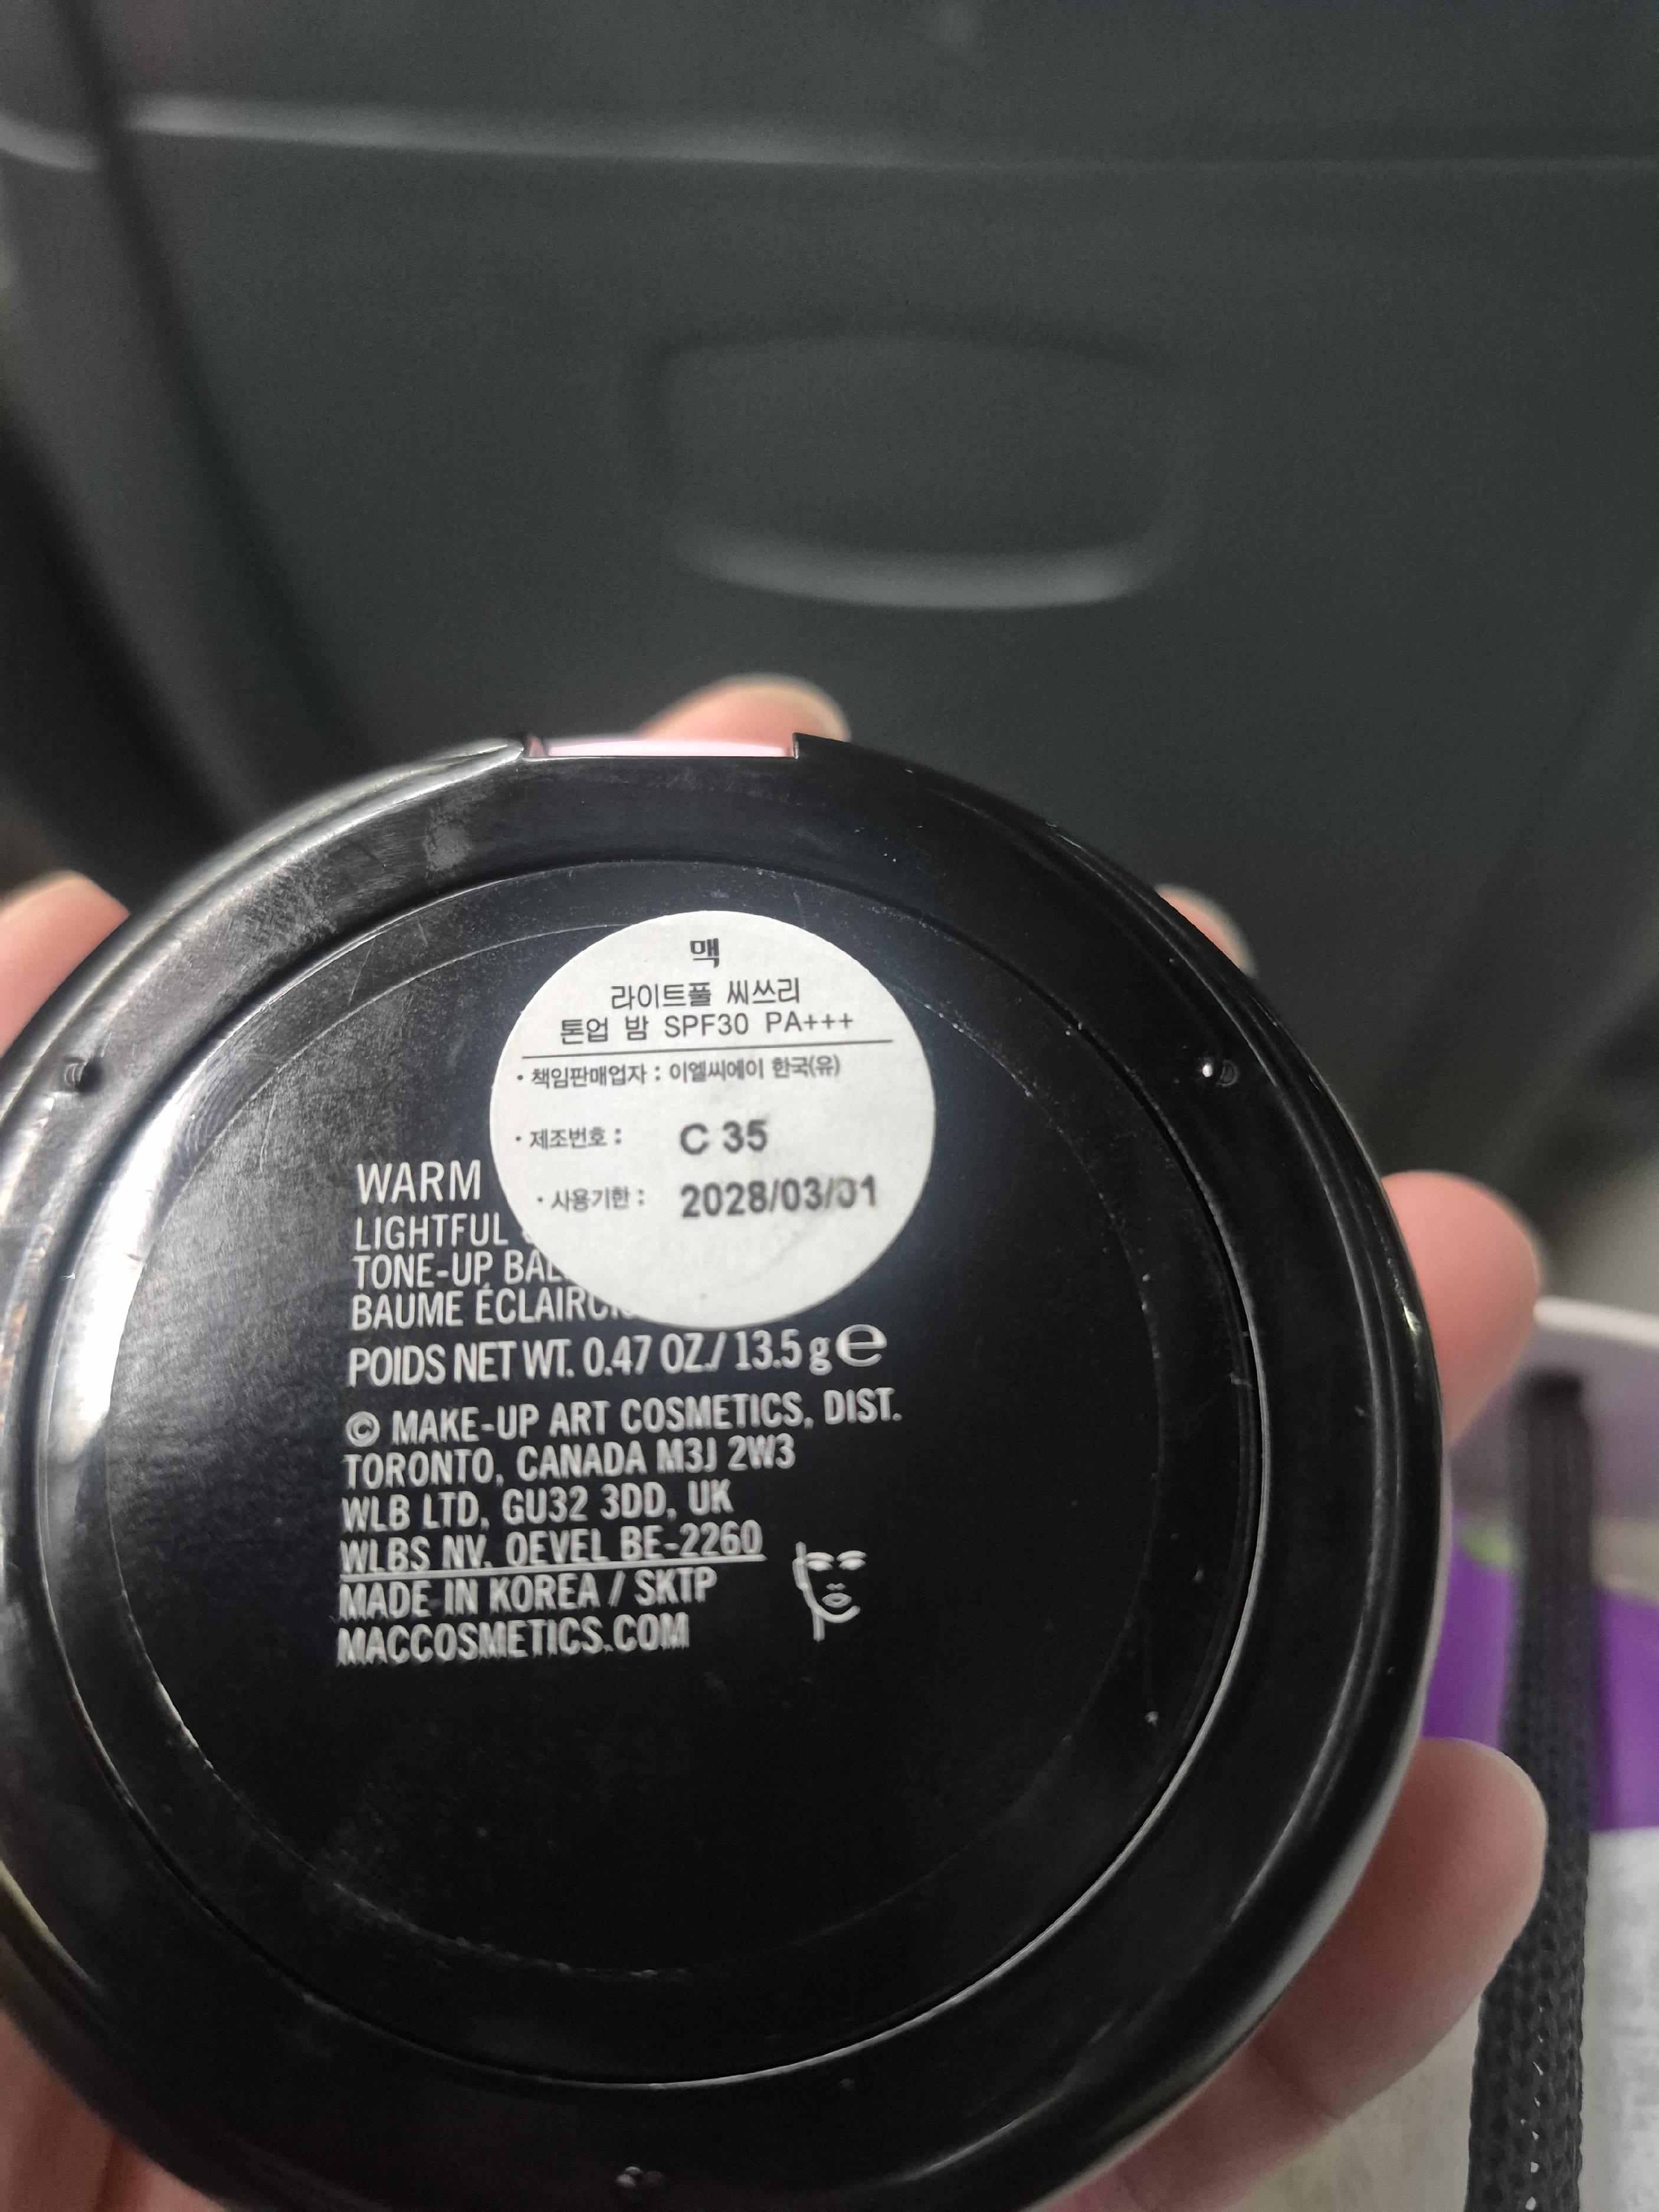 맥
라이트풀 씨쓰리
톤업 밤 SPF30 PA+++
• 책임판매업자 : 이엘씨에이 한국(유)
• 제조번호 : C 35
• 사용기한 : 2028/03/01
WARM
LIGHTFUL
TONE-UP
BAUME
POIDS NET WT. 0.47 OZ./ 13.5 g ℮
© MAKE-UP ART COSMETICS, DIST.
TORONTO, CANADA M3J 2W3
WLB LTD, GU32 3DD, UK
WLBS NV, OEVEL BE-2260
MADE IN KOREA / SKTP
MACCOSMETICS.COM